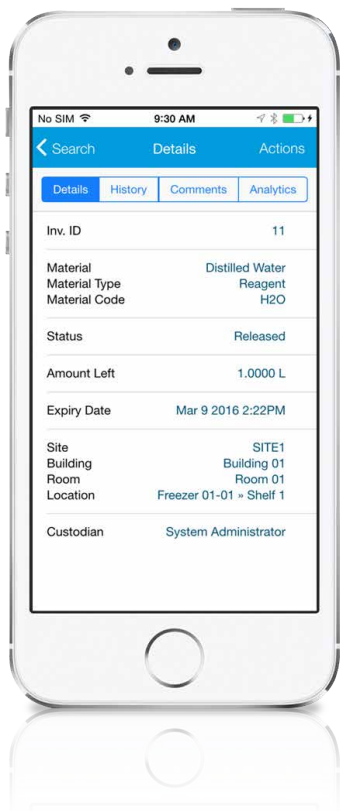 No SIM 9:30 AM
Search Details Actions
Details History Comments Analytics
Inv. ID 11
Material Distilled Water
Material Type Reagent
Material Code H2O
Status Released
Amount Left 1.0000 L
Expiry Date Mar 9 2016 2:22PM
Site SITE1
Building Building 01
Room Room 01
Location Freezer 01-01 » Shelf 1
Custodian System Administrator